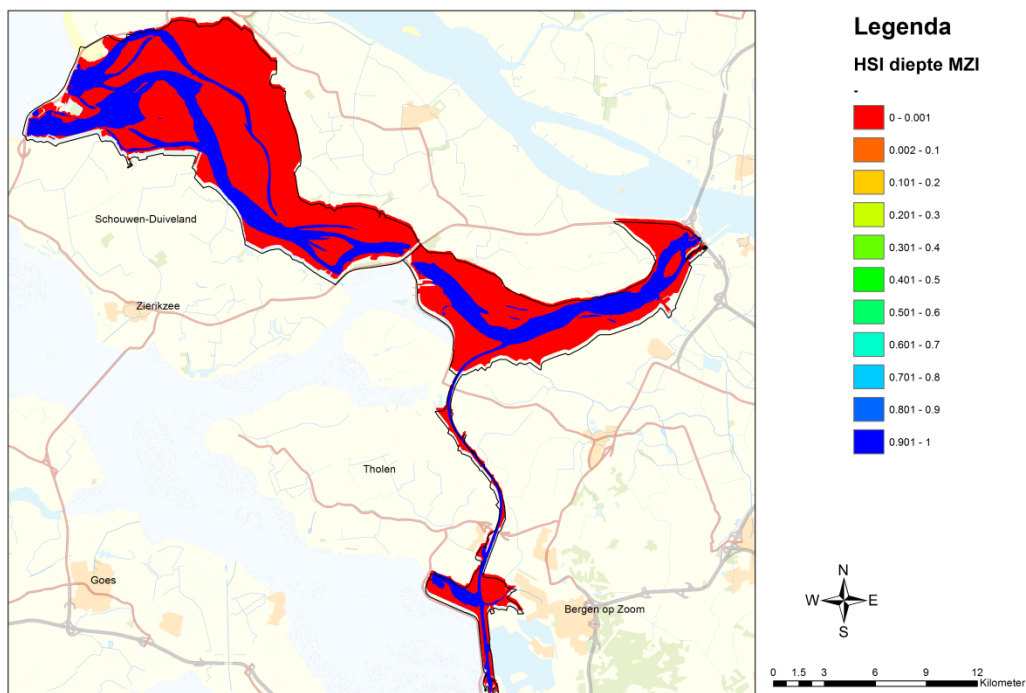 Legenda
HSI diepte MZI
-
0 - 0.001
0.002 - 0.1
0.101 - 0.2
0.201 - 0.3
0.301 - 0.4
0.401 - 0.5
0.501 - 0.6
0.601 - 0.7
0.701 - 0.8
0.801 - 0.9
0.901 - 1
Schouwen-Duiveland
Zierikzee
Tholen
Goes
Bergen op Zoom
N
W E
S
0 1.5 3 6 9 12
Kilometer